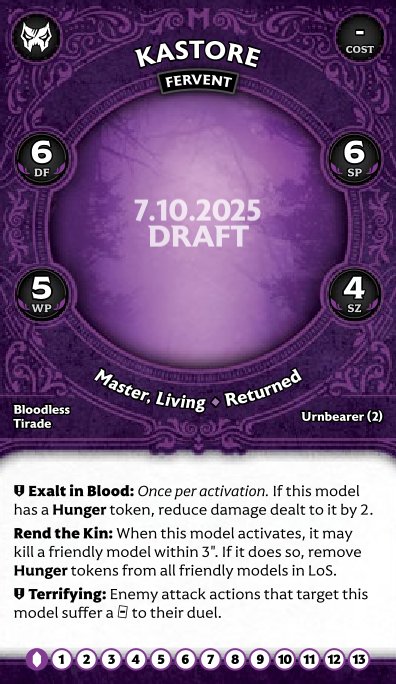 -
COST
KASTORE
FERVENT
6
DF
6
SP
7.10.2025
DRAFT
5
WP
4
SZ
Master, Living ◆ Returned
Bloodless
Tirade
Urnbearer (2)
Exalt in Blood: Once per activation. If this model
has a Hunger token, reduce damage dealt to it by 2.
Rend the Kin: When this model activates, it may
kill a friendly model within 3". If it does so, remove
Hunger tokens from all friendly models in LoS.
Terrifying: Enemy attack actions that target this
model suffer a ⊟ to their duel.
1 2 3 4 5 6 7 8 9 10 11 12 13